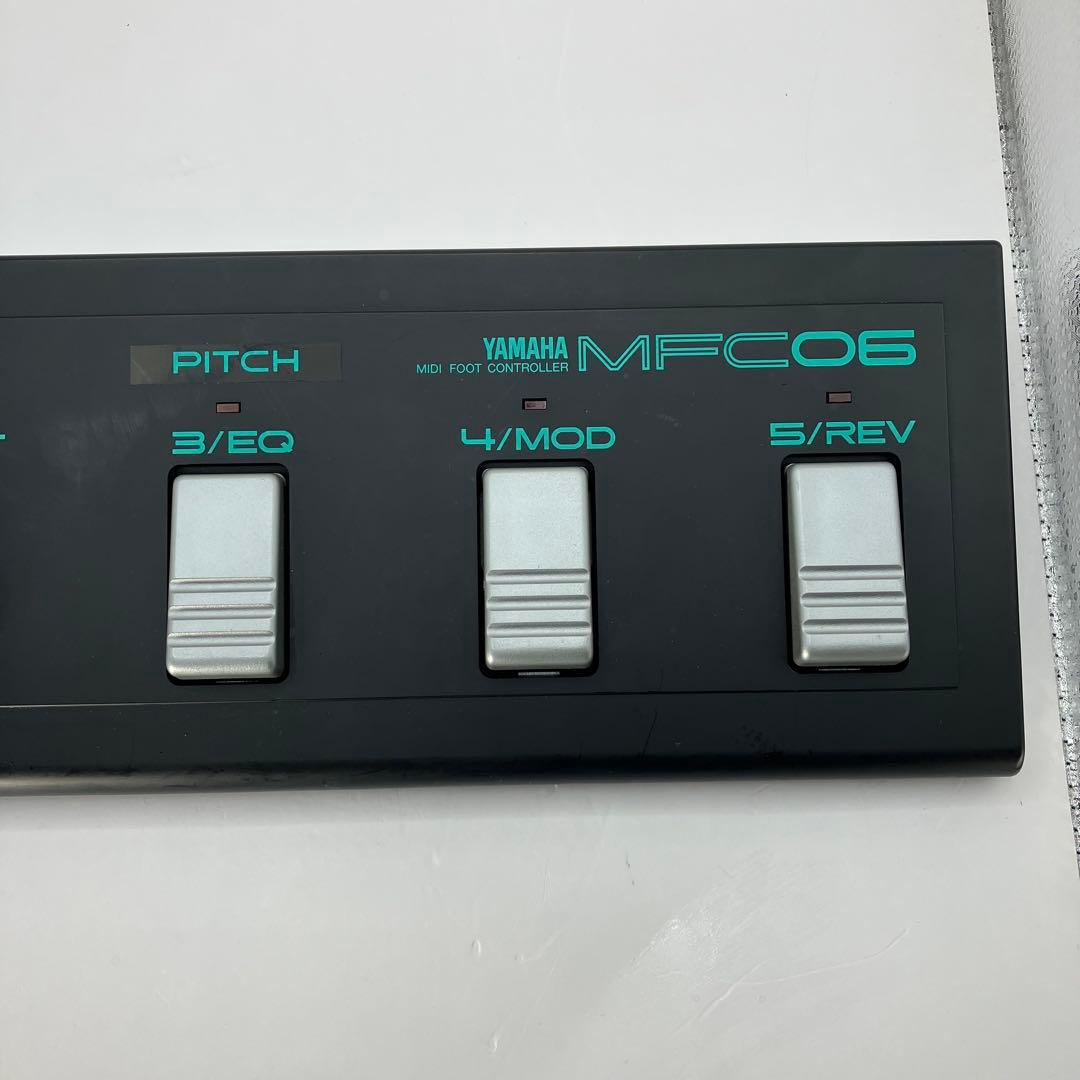 PITCH
YAMAHA
MIDI FOOT CONTROLLER
MFC06
3/EQ
4/MOD
5/REV